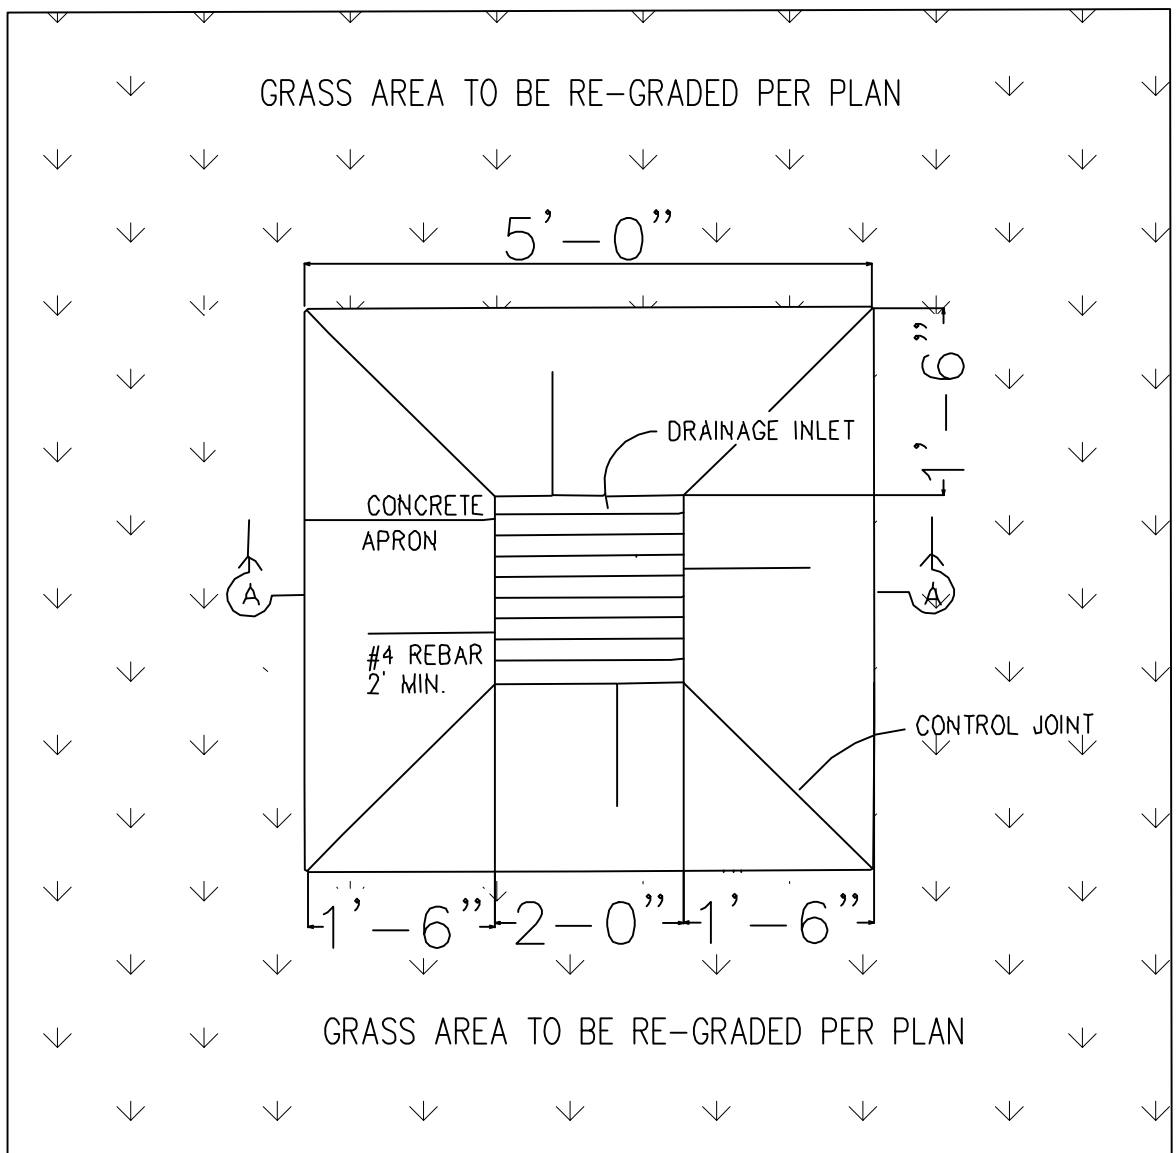 GRASS AREA TO BE RE-GRADED PER PLAN
5'-0"
1'-6"
DRAINAGE INLET
CONCRETE
APRON
A
A
#4 REBAR
2' MIN.
CONTROL JOINT
1'-6"
2-0"
1'-6"
GRASS AREA TO BE RE-GRADED PER PLAN